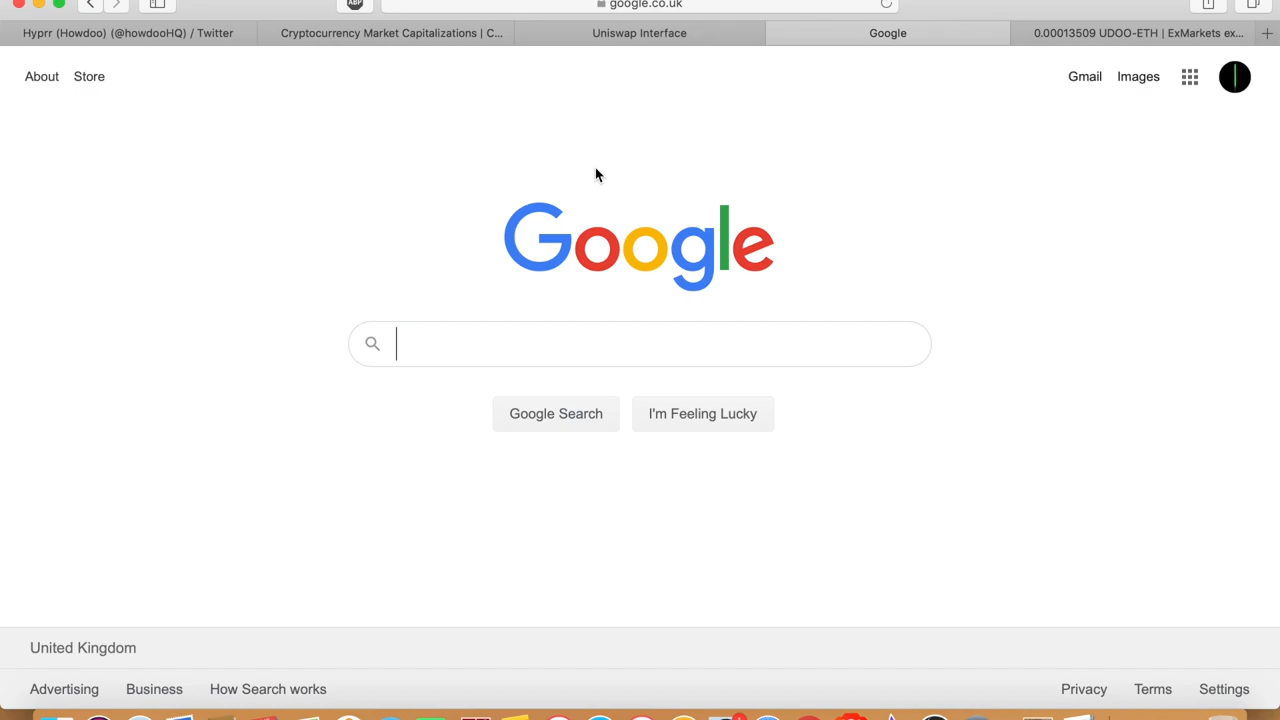 ABP
google.co.uk
Hyprr (Howdoo) (@howdooHQ) / Twitter
Cryptocurrency Market Capitalizations | C...
Uniswap Interface
Google
0.00013509 UDOO-ETH | ExMarkets ex...
About
Store
Gmail
Images
Google
Google Search
I'm Feeling Lucky
United Kingdom
Advertising
Business
How Search works
Privacy
Terms
Settings